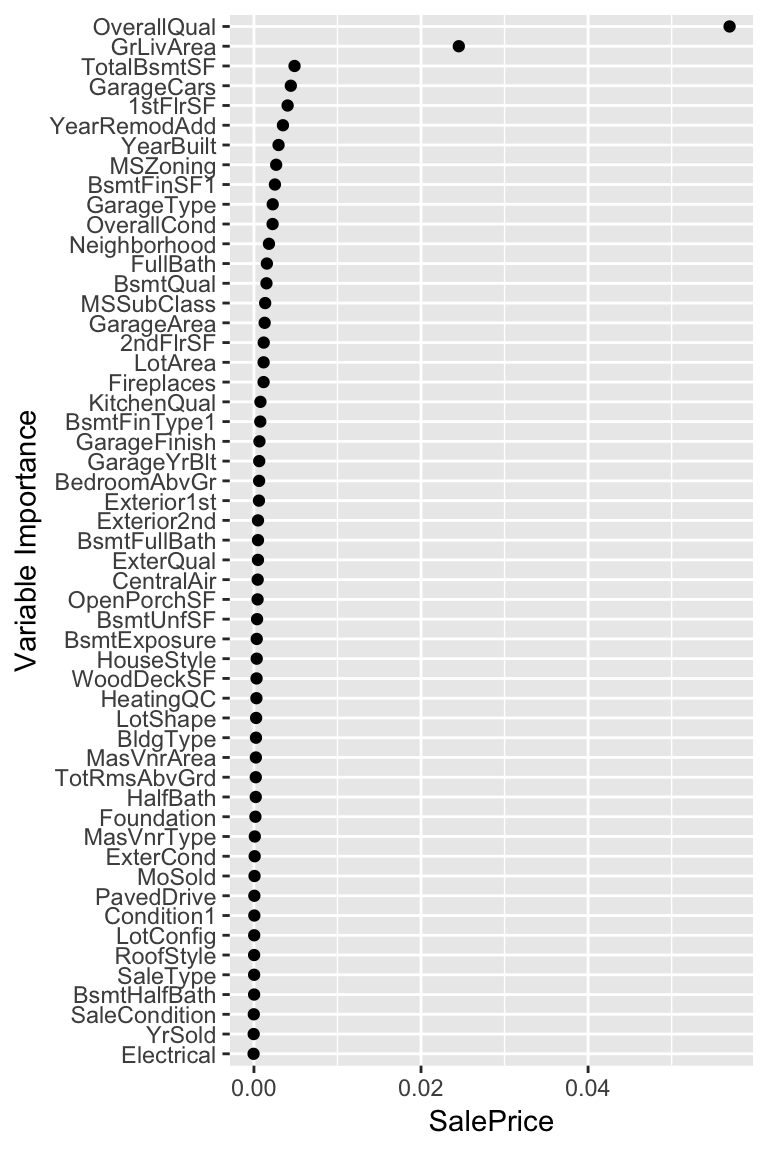 OverallQual
GrLivArea
TotalBsmtSF
GarageCars
1stFlrSF
YearRemodAdd
YearBuilt
MSZoning
BsmtFinSF1
GarageType
OverallCond
Neighborhood
FullBath
BsmtQual
MSSubClass
GarageArea
2ndFlrSF
LotArea
Fireplaces
KitchenQual
BsmtFinType1
GarageFinish
GarageYrBlt
BedroomAbvGr
Exterior1st
Exterior2nd
BsmtFullBath
ExterQual
CentralAir
OpenPorchSF
BsmtUnfSF
BsmtExposure
HouseStyle
WoodDeckSF
HeatingQC
LotShape
BldgType
MasVnrArea
TotRmsAbvGrd
HalfBath
Foundation
MasVnrType
ExterCond
MoSold
PavedDrive
Condition1
LotConfig
RoofStyle
SaleType
BsmtHalfBath
SaleCondition
YrSold
Electrical
Variable Importance
0.00 0.02 0.04
SalePrice